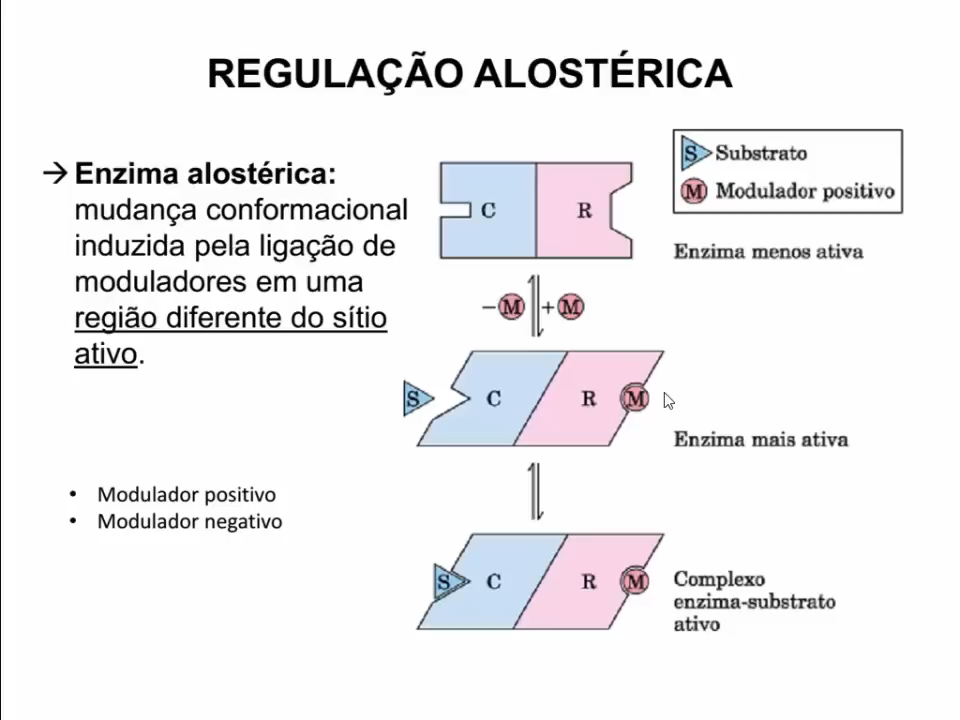 REGULAÇÃO ALOSTÉRICA
→ Enzima alostérica:
mudança conformacional
induzida pela ligação de
moduladores em uma
região diferente do sítio
ativo.
• Modulador positivo
• Modulador negativo
S Substrato
M Modulador positivo
C R
Enzima menos ativa
−M +M
S C R M
Enzima mais ativa
S C R M
Complexo
enzima-substrato
ativo